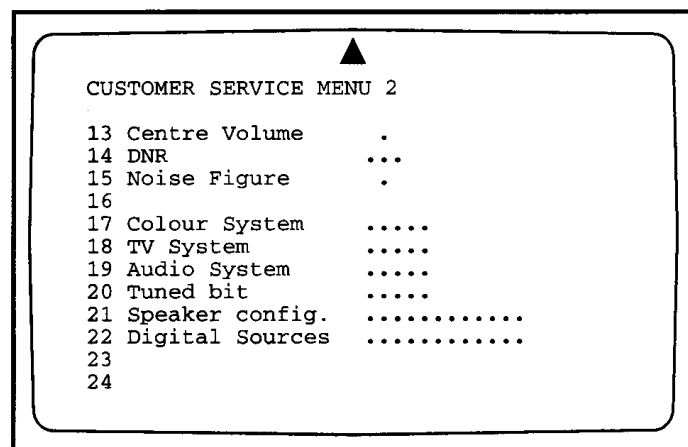 CUSTOMER SERVICE MENU 2
13 Centre Volume .
14 DNR ...
15 Noise Figure .
16
17 Colour System .....
18 TV System .....
19 Audio System .....
20 Tuned bit .....
21 Speaker config. ............
22 Digital Sources ............
23
24